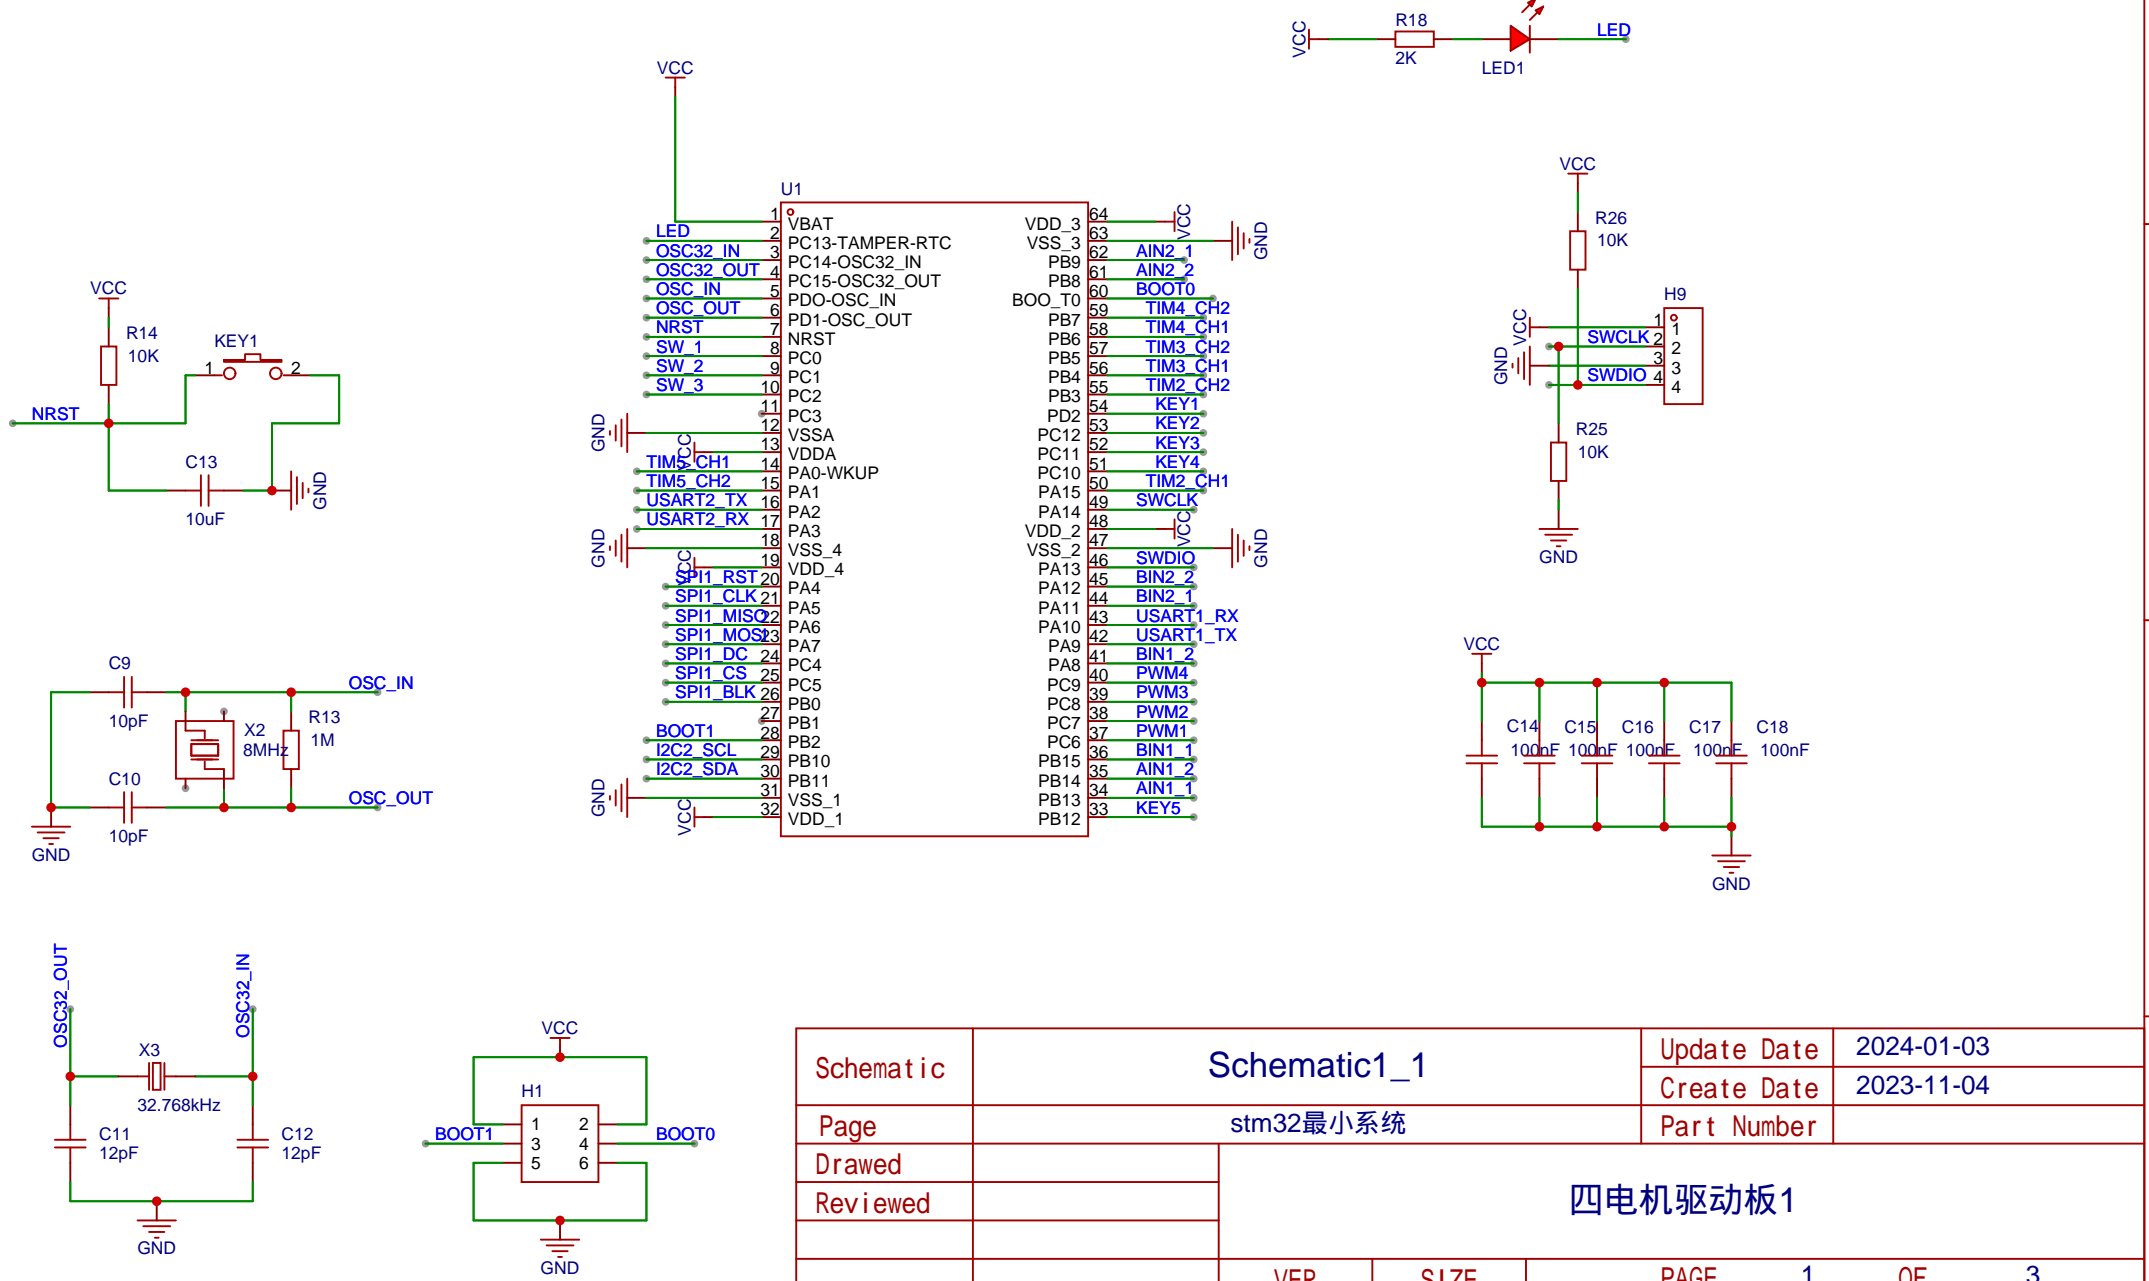 VCC
R18
2K
LED1
LED
VCC
U1
1 VBAT
LED 2 PC13-TAMPER-RTC
OSC32_IN 3 PC14-OSC32_IN
OSC32_OUT 4 PC15-OSC32_OUT
OSC_IN 5 PDO-OSC_IN
OSC_OUT 6 PD1-OSC_OUT
NRST 7 NRST
SW_1 8 PC0
SW_2 9 PC1
SW_3 10 PC2
11 PC3
GND 12 VSSA
VCC 13 VDDA
TIM5_CH1 14 PA0-WKUP
TIM5_CH2 15 PA1
USART2_TX 16 PA2
USART2_RX 17 PA3
GND 18 VSS_4
VCC 19 VDD_4
SPI1_RST 20 PA4
SPI1_CLK 21 PA5
SPI1_MISO 22 PA6
SPI1_MOSI 23 PA7
SPI1_DC 24 PC4
SPI1_CS 25 PC5
SPI1_BLK 26 PB0
27 PB1
BOOT1 28 PB2
I2C2_SCL 29 PB10
I2C2_SDA 30 PB11
GND 31 VSS_1
VCC 32 VDD_1
VDD_3 64 VCC
VSS_3 63 GND
PB9 62 AIN2_1
PB8 61 AIN2_2
BOO_T0 60 BOOT0
PB7 59 TIM4_CH2
PB6 58 TIM4_CH1
PB5 57 TIM3_CH2
PB4 56 TIM3_CH1
PB3 55 TIM2_CH2
PD2 54 KEY1
PC12 53 KEY2
PC11 52 KEY3
PC10 51 KEY4
PA15 50 TIM2_CH1
PA14 49 SWCLK
VDD_2 48 VCC
VSS_2 47 GND
PA13 46 SWDIO
PA12 45 BIN2_2
PA11 44 BIN2_1
PA10 43 USART1_RX
PA9 42 USART1_TX
PA8 41 BIN1_2
PC9 40 PWM4
PC8 39 PWM3
PC7 38 PWM2
PC6 37 PWM1
PB15 36 BIN1_1
PB14 35 AIN1_2
PB13 34 AIN1_1
PB12 33 KEY5
VCC
R14
10K
KEY1
1 2
NRST
C13
10uF
GND
VCC
R26
10K
H9
VCC 1 1
SWCLK 2 2
GND 3 3
SWDIO 4 4
R25
10K
GND
C9
10pF
OSC_IN
X2
8MHz
R13
1M
C10
10pF
OSC_OUT
GND
VCC
C14 C15 C16 C17 C18
100nF 100nF 100nF 100nF 100nF
GND
OSC32_OUT
OSC32_IN
X3
32.768kHz
C11
12pF
C12
12pF
GND
VCC
H1
1 2
BOOT1 3 4 BOOT0
5 6
GND
Schematic Schematic1_1 Update Date 2024-01-03
Create Date 2023-11-04
Page stm32最小系统 Part Number
Drawed
Reviewed
四电机驱动板1
VER SIZE PAGE 1 OF 3